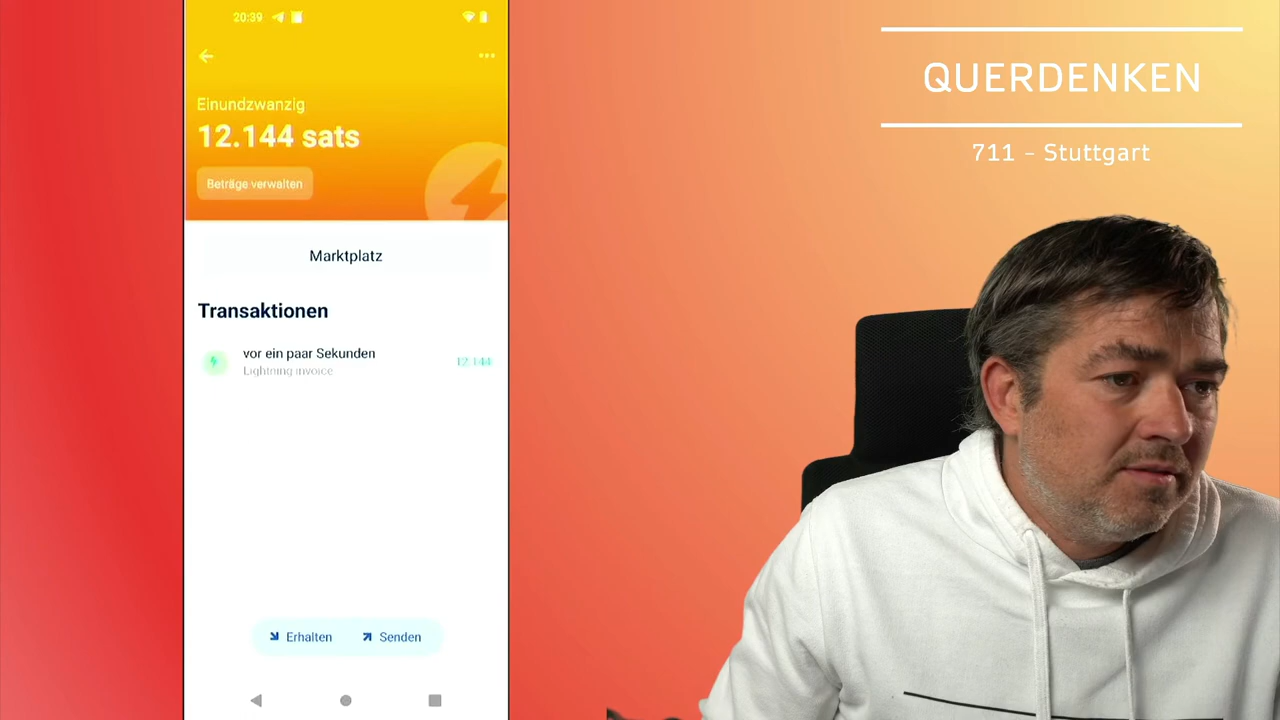 20:39
Einundzwanzig
12.144 sats
Beträge verwalten
Marktplatz
Transaktionen
vor ein paar Sekunden
12.144
Lightning invoice
Erhalten
Senden
QUERDENKEN
711 – Stuttgart